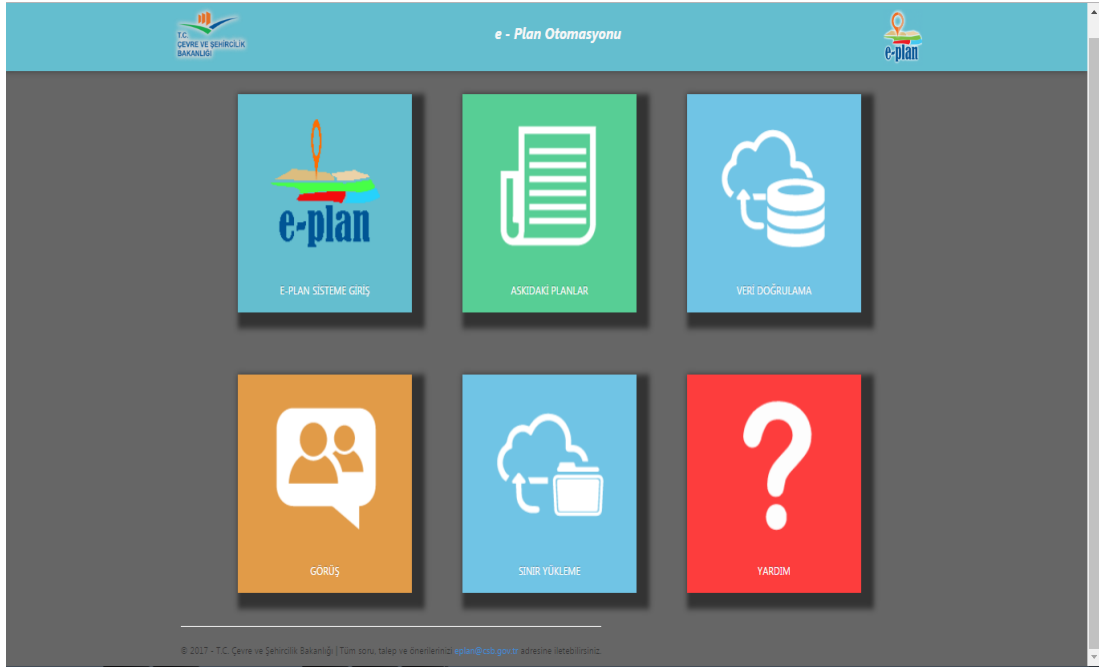 T.C.
ÇEVRE VE ŞEHİRCİLİK
BAKANLIĞI
e - Plan Otomasyonu
e-plan
e-plan
E-PLAN SİSTEME GİRİŞ
ASKIDAKİ PLANLAR
VERİ DOĞRULAMA
GÖRÜŞ
SINIR YÜKLEME
YARDIM
© 2017 - T.C. Çevre ve Şehircilik Bakanlığı | Tüm soru, talep ve önerilerinizi eplan@csb.gov.tr adresine iletebilirsiniz.